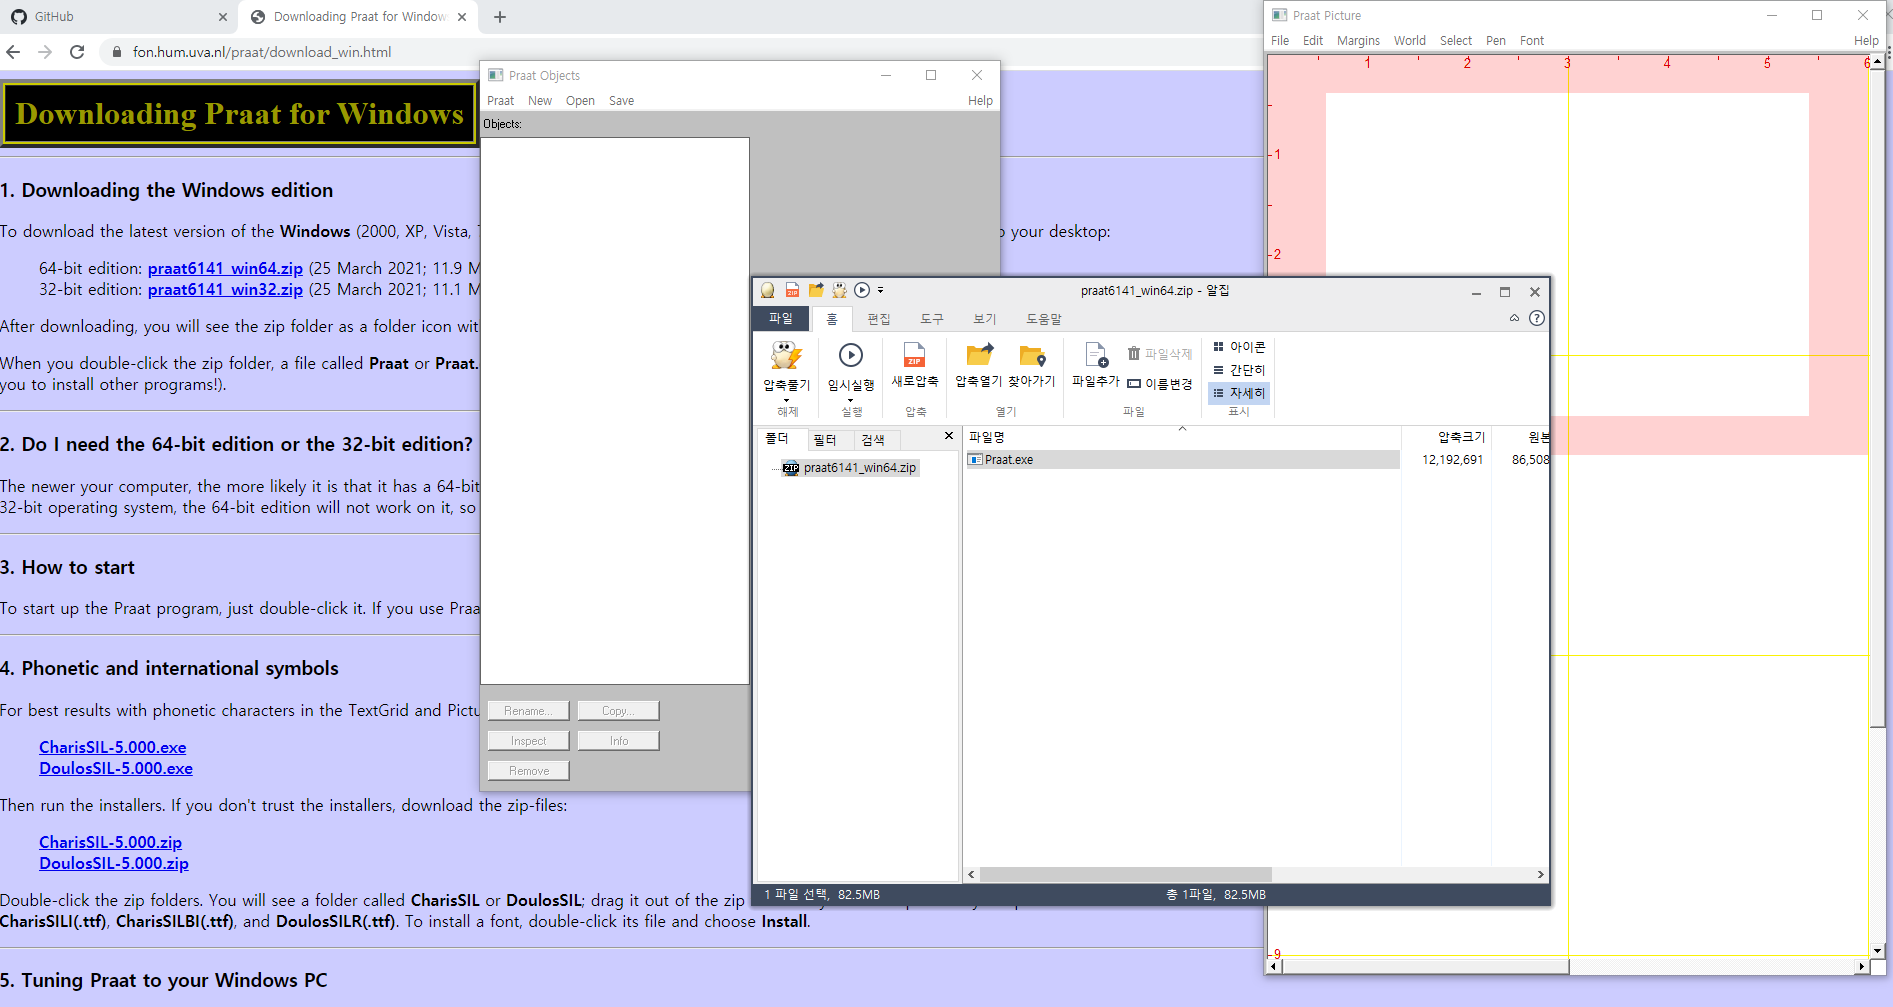 GitHub
Downloading Praat for Window
fon.hum.uva.nl/praat/download_win.html
Downloading Praat for Windows
1. Downloading the Windows edition
To download the latest version of the Windows (2000, XP, Vista,
your desktop:
64-bit edition: praat6141_win64.zip (25 March 2021; 11.9 M
32-bit edition: praat6141_win32.zip (25 March 2021; 11.1 M
After downloading, you will see the zip folder as a folder icon wit
When you double-click the zip folder, a file called Praat or Praat.
you to install other programs!).
2. Do I need the 64-bit edition or the 32-bit edition?
The newer your computer, the more likely it is that it has a 64-bit
32-bit operating system, the 64-bit edition will not work on it, so
3. How to start
To start up the Praat program, just double-click it. If you use Praa
4. Phonetic and international symbols
For best results with phonetic characters in the TextGrid and Pictu
CharisSIL-5.000.exe
DoulosSIL-5.000.exe
Then run the installers. If you don't trust the installers, download the zip-files:
CharisSIL-5.000.zip
DoulosSIL-5.000.zip
Double-click the zip folders. You will see a folder called CharisSIL or DoulosSIL; drag it out of the zip
CharisSILI(.ttf), CharisSILBI(.ttf), and DoulosSILR(.ttf). To install a font, double-click its file and choose Install.
5. Tuning Praat to your Windows PC
Praat Objects
Praat New Open Save Help
Objects:
Rename... Copy...
Inspect Info
Remove
praat6141_win64.zip - 알집
파일 홈 편집 도구 보기 도움말
압축풀기 임시실행 새로압축 압축열기 찾아가기 파일추가 파일삭제 이름변경 아이콘 간단히 자세히
해제 실행 압축 열기 파일 표시
폴더 필터 검색
praat6141_win64.zip
파일명 압축크기 원본
Praat.exe 12,192,691 86,508
1 파일 선택, 82.5MB 총 1파일, 82.5MB
Praat Picture
File Edit Margins World Select Pen Font Help
1 2 3 4 5 6
1
2
9